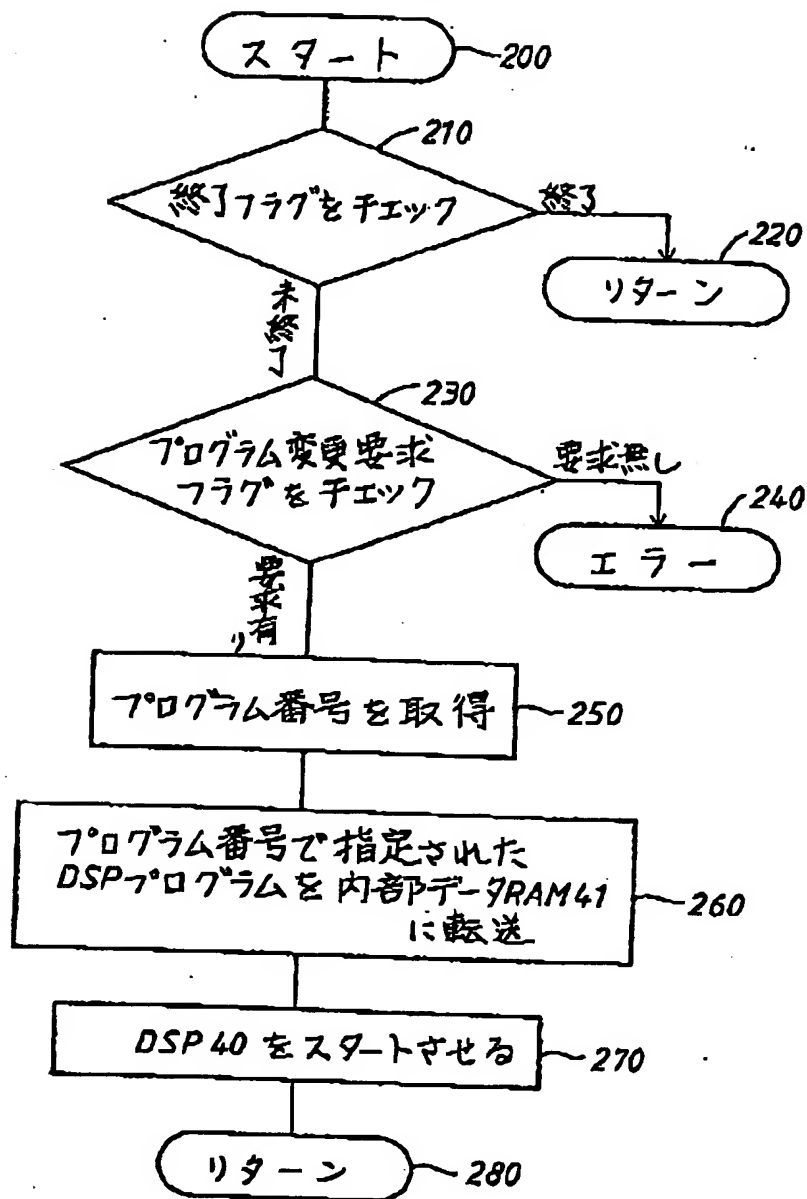 スタート
200
210
終了フラグをチェック
終了
220
リターン
未終了
230
プログラム変更要求
フラグをチェック
要求無し
240
エラー
要求有り
プログラム番号を取得
250
プログラム番号で指定された
DSPプログラムを内部データRAM41
に転送
260
DSP40をスタートさせる
270
リターン
280